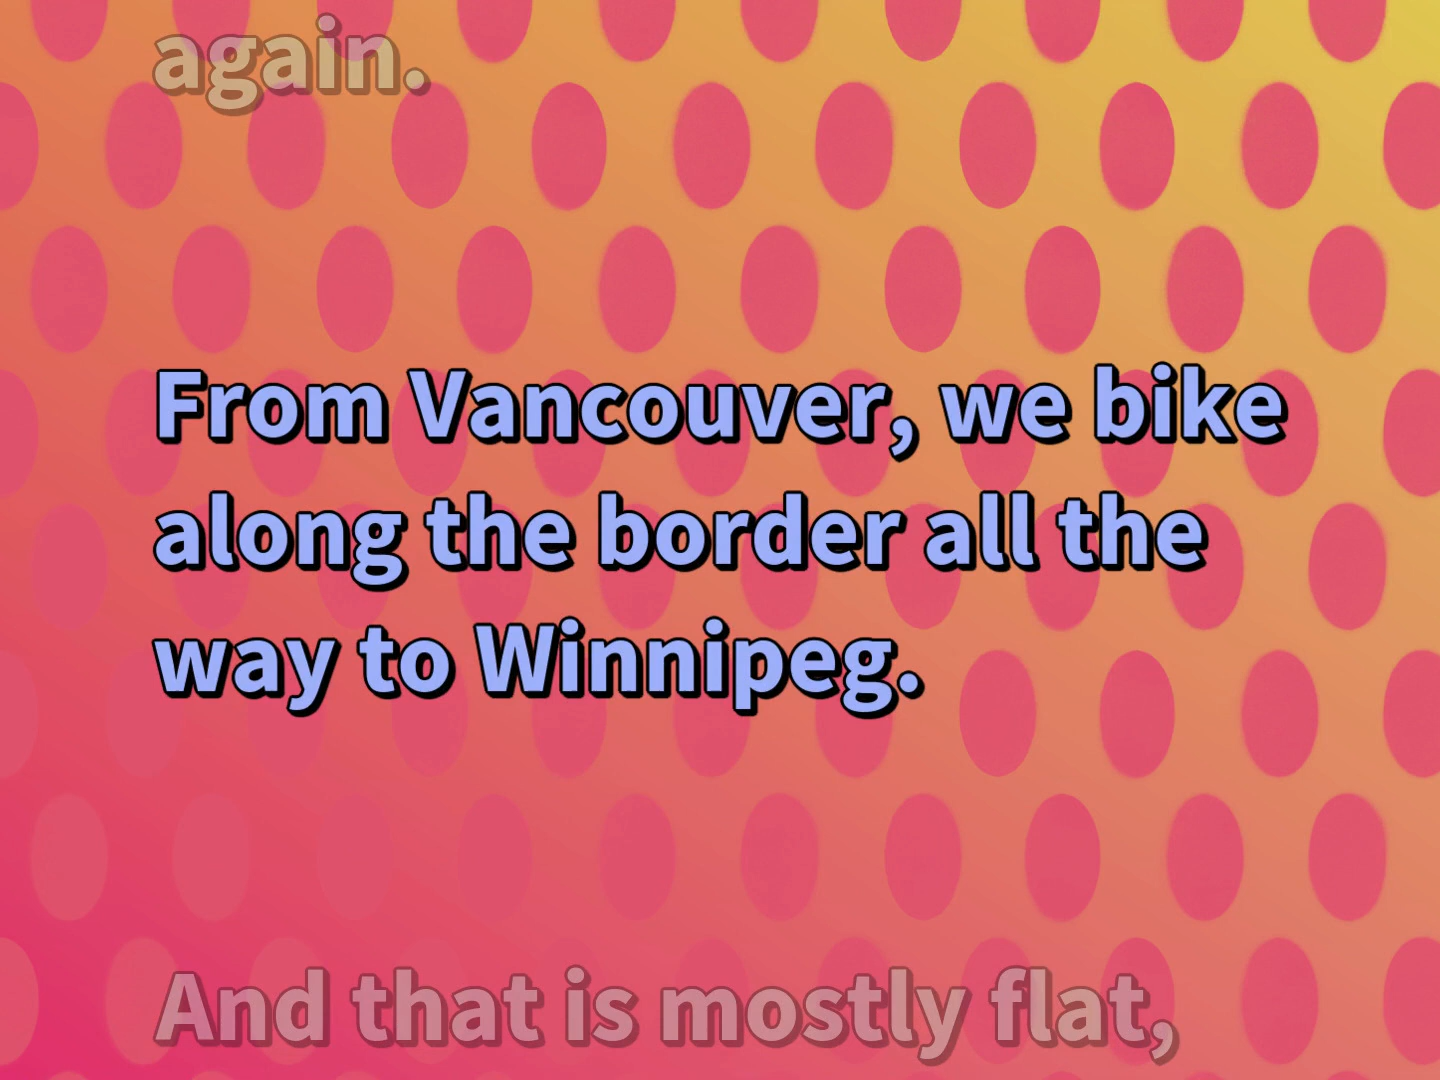 again.
From Vancouver, we bike
along the border all the
way to Winnipeg.
And that is mostly flat,